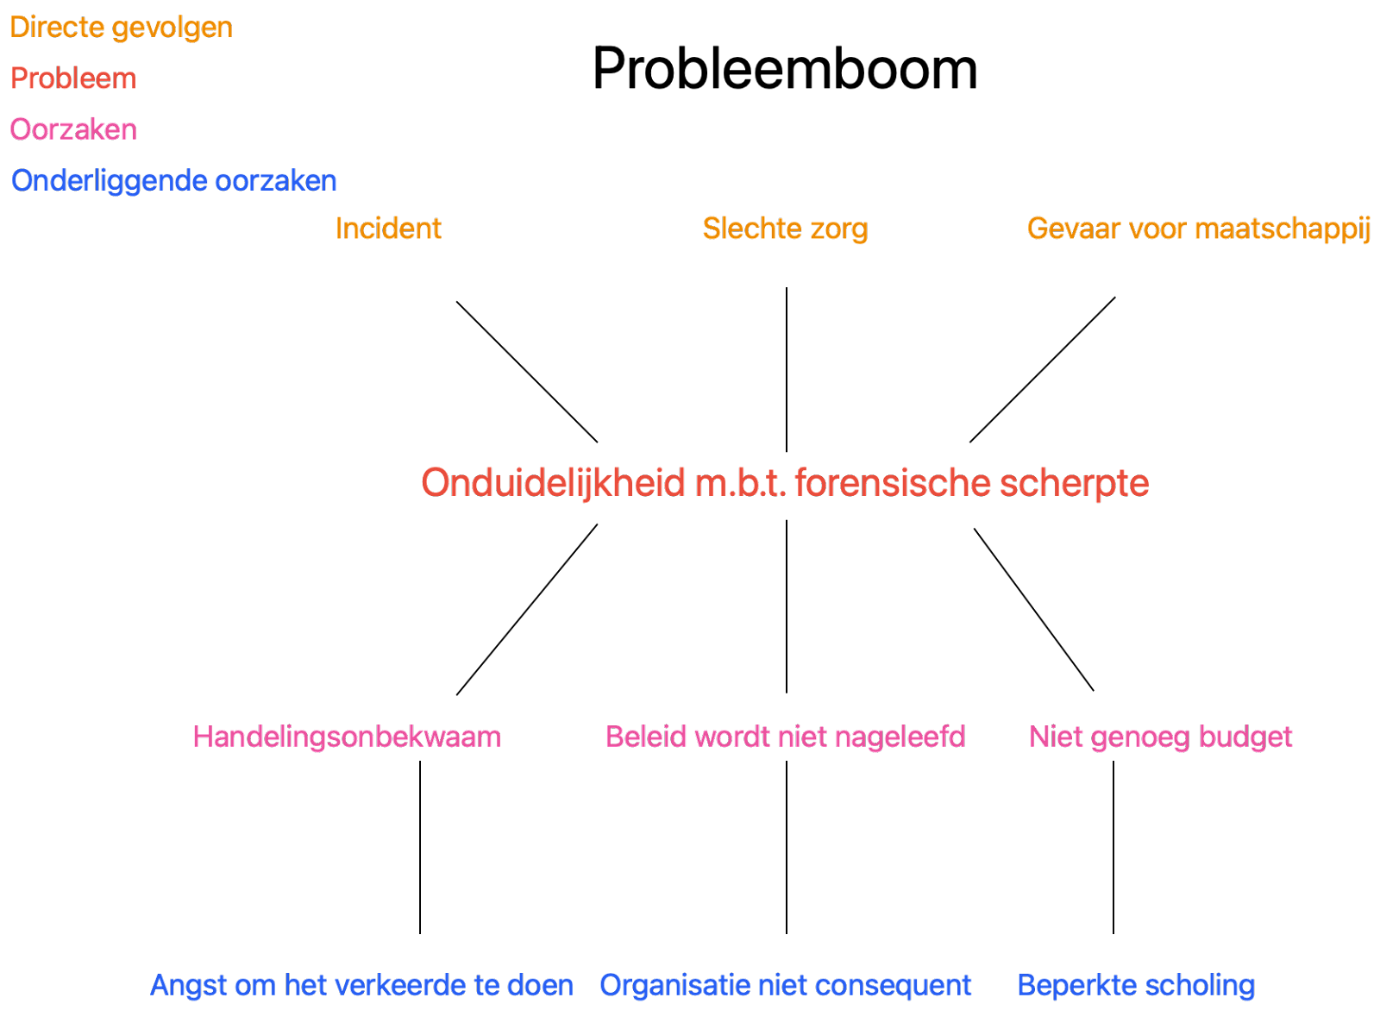 Directe gevolgen
Probleem
Oorzaken
Onderliggende oorzaken
Probleemboom
Incident
Slechte zorg
Gevaar voor maatschappij
Onduidelijkheid m.b.t. forensische scherpte
Handelingsonbekwaam
Beleid wordt niet nageleefd
Niet genoeg budget
Angst om het verkeerde te doen
Organisatie niet consequent
Beperkte scholing